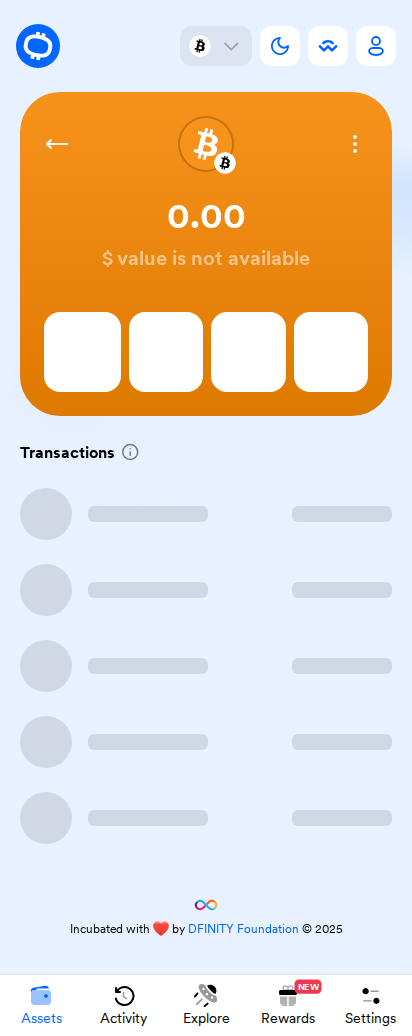 0.00
$ value is not available
Transactions
Incubated with ❤️ by DFINITY Foundation © 2025
NEW
Assets Activity Explore Rewards Settings